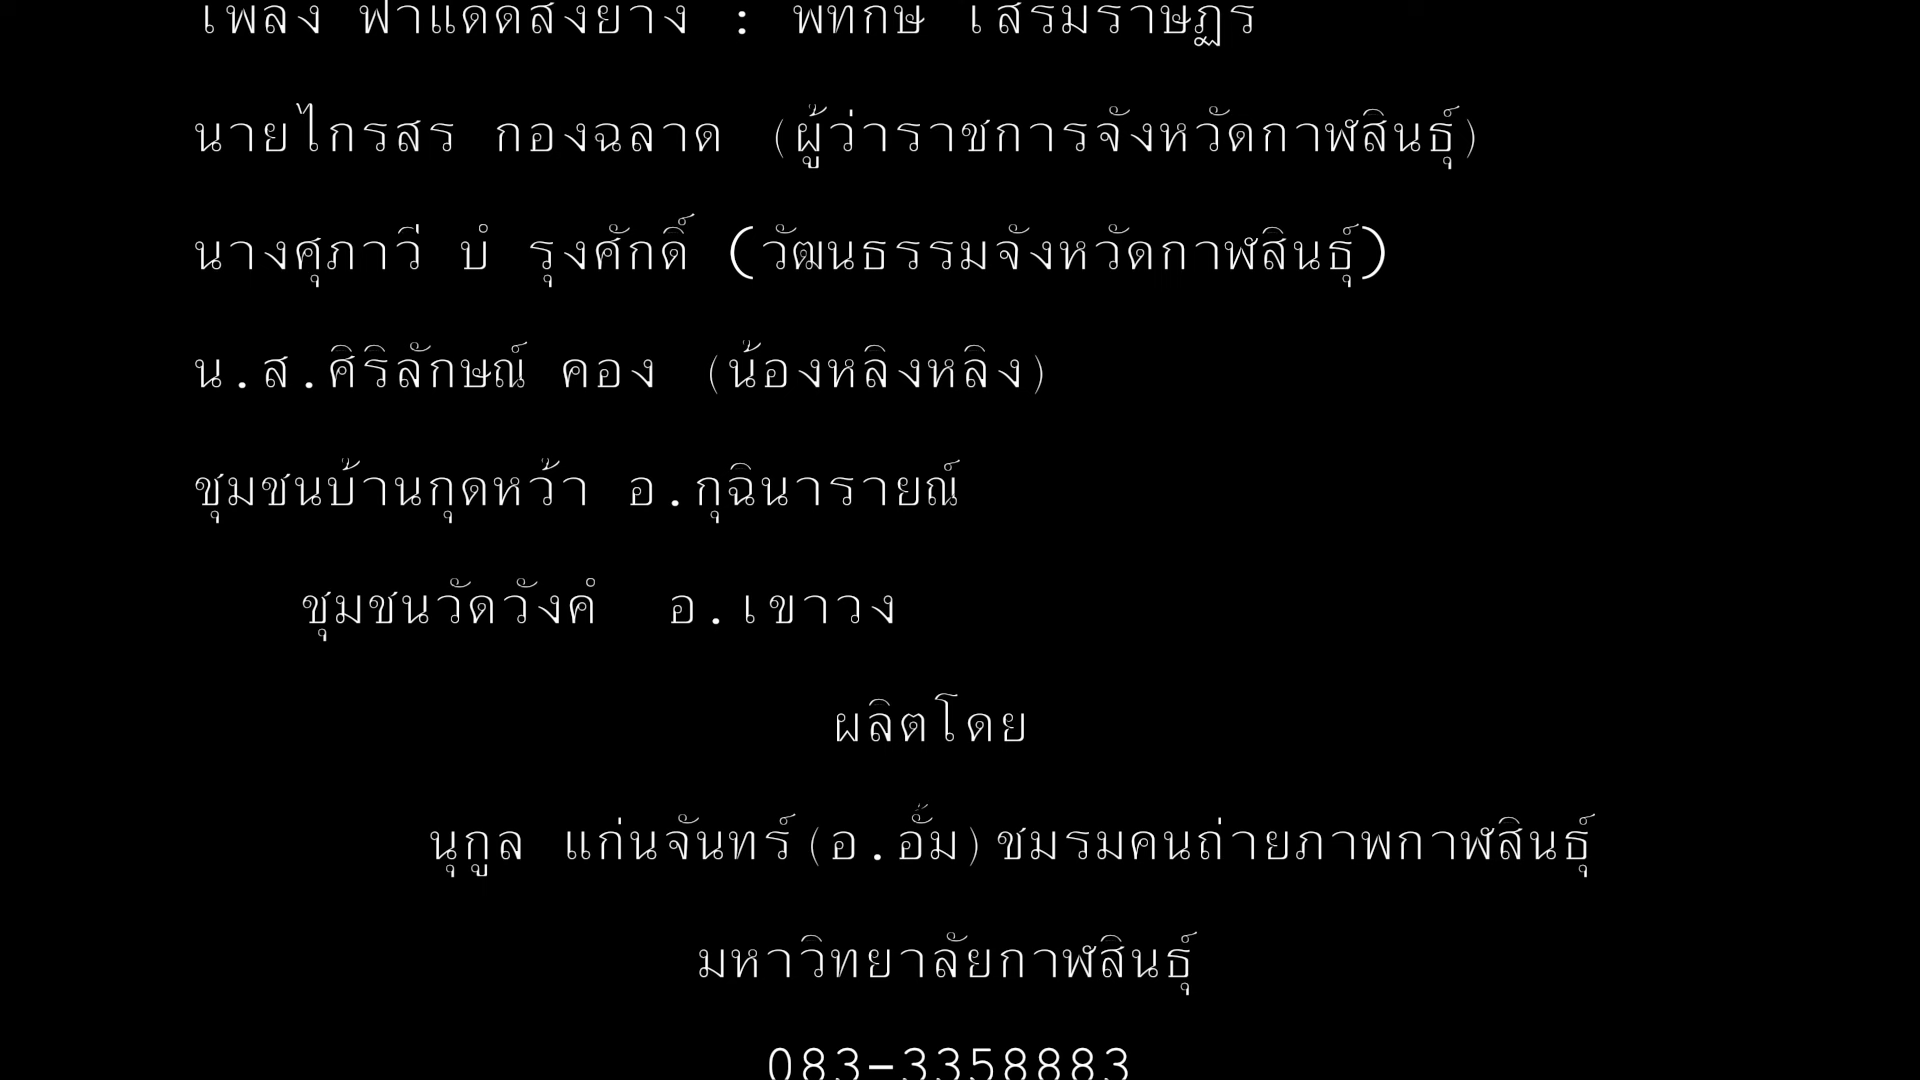 เพลง ฟ้าแดดสงยาง : พิทักษ์ เสริมราษฎร์
นายไกรสร กองฉลาด (ผู้ว่าราชการจังหวัดกาฬสินธุ์)
นางศุภาวี บํ รุงศักดิ์ (วัฒนธรรมจังหวัดกาฬสินธุ์)
น.ส.ศิริลักษณ์ คอง (น้องหลิงหลิง)
ชุมชนบ้านกุดหว้า อ.กุฉินารายณ์
ชุมชนวัดวังคํ อ.เขาวง
ผลิตโดย
นุกูล แก่นจันทร์(อ.อั้ม)ชมรมคนถ่ายภาพกาฬสินธุ์
มหาวิทยาลัยกาฬสินธุ์
083-3358883